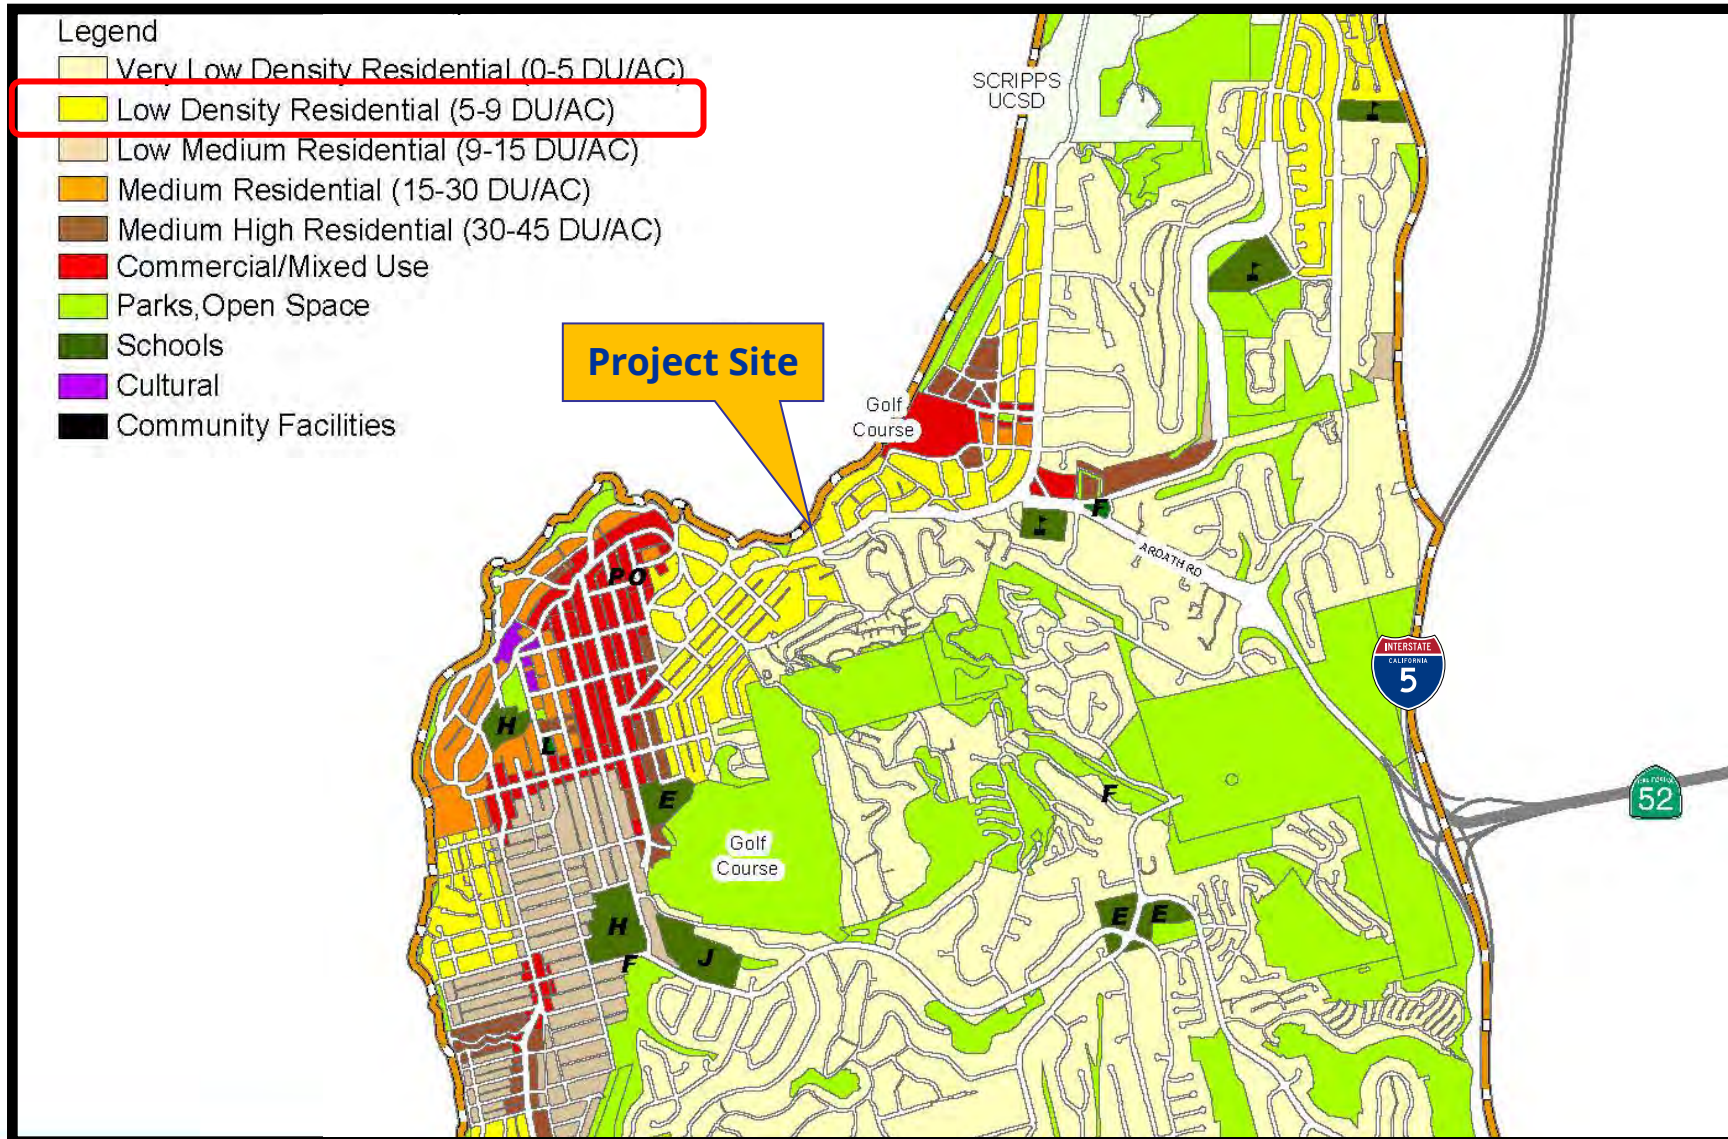 Legend
Very Low Density Residential (0-5 DU/AC)
Low Density Residential (5-9 DU/AC)
Low Medium Residential (9-15 DU/AC)
Medium Residential (15-30 DU/AC)
Medium High Residential (30-45 DU/AC)
Commercial/Mixed Use
Parks,Open Space
Schools
Cultural
Community Facilities
SCRIPPS
UCSD
Project Site
Golf
Course
F
ARDATH RD
PO
INTERSTATE
CALIFORNIA
5
H
L
E
F
52
Golf
Course
H
F
J
E
E